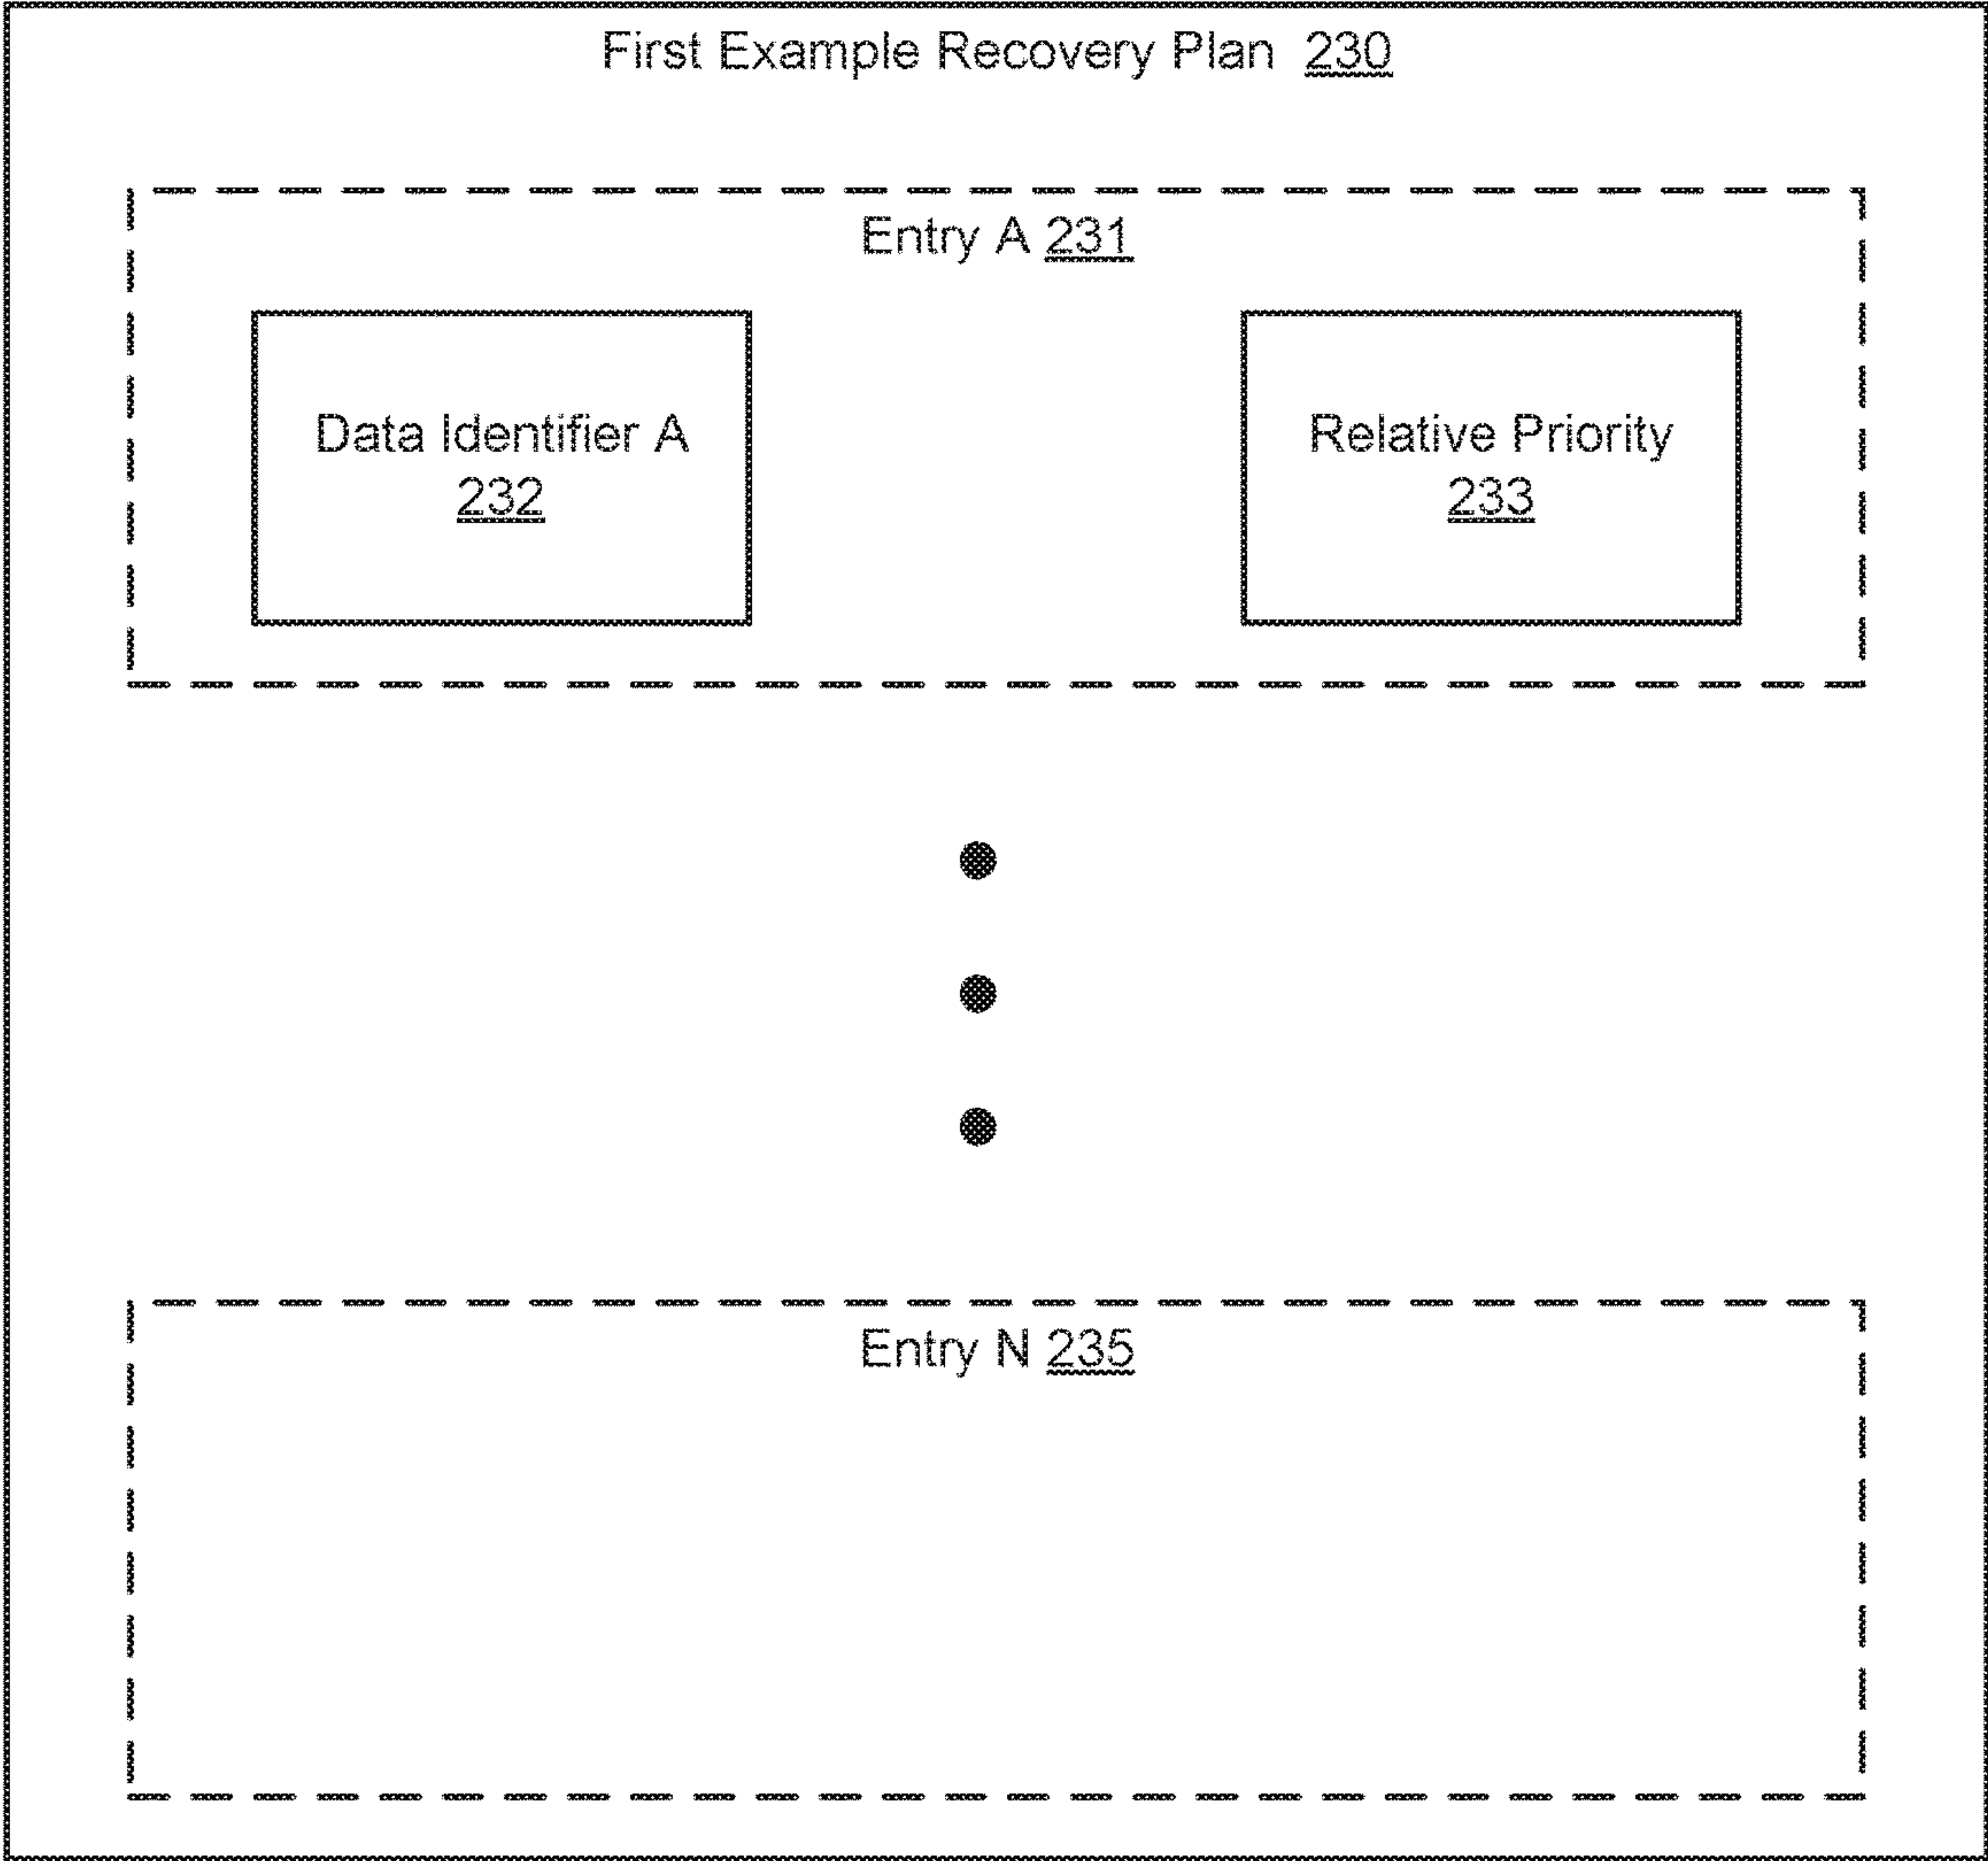 First Example Recovery Plan 230
Entry A 231
Data Identifier A
232
Relative Priority
233
Entry N 235